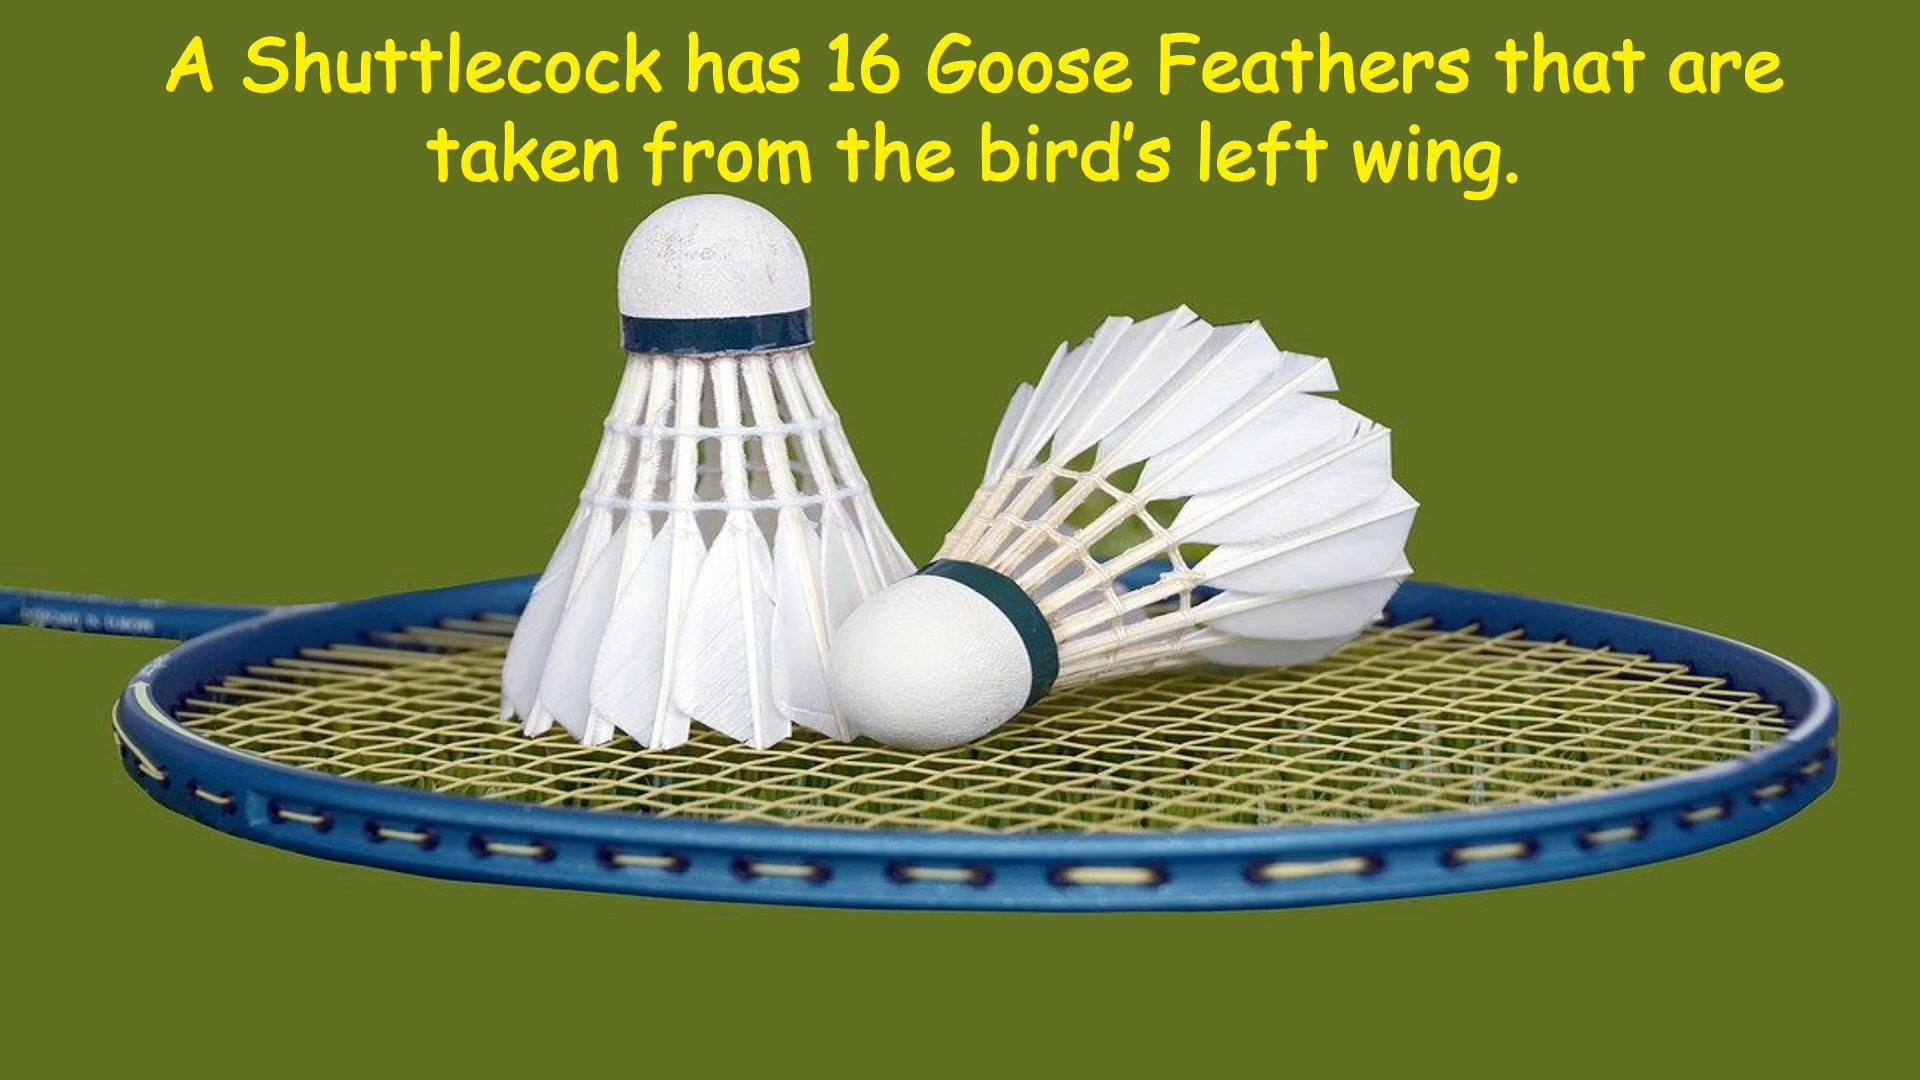 A Shuttlecock has 16 Goose Feathers that are
taken from the bird’s left wing.